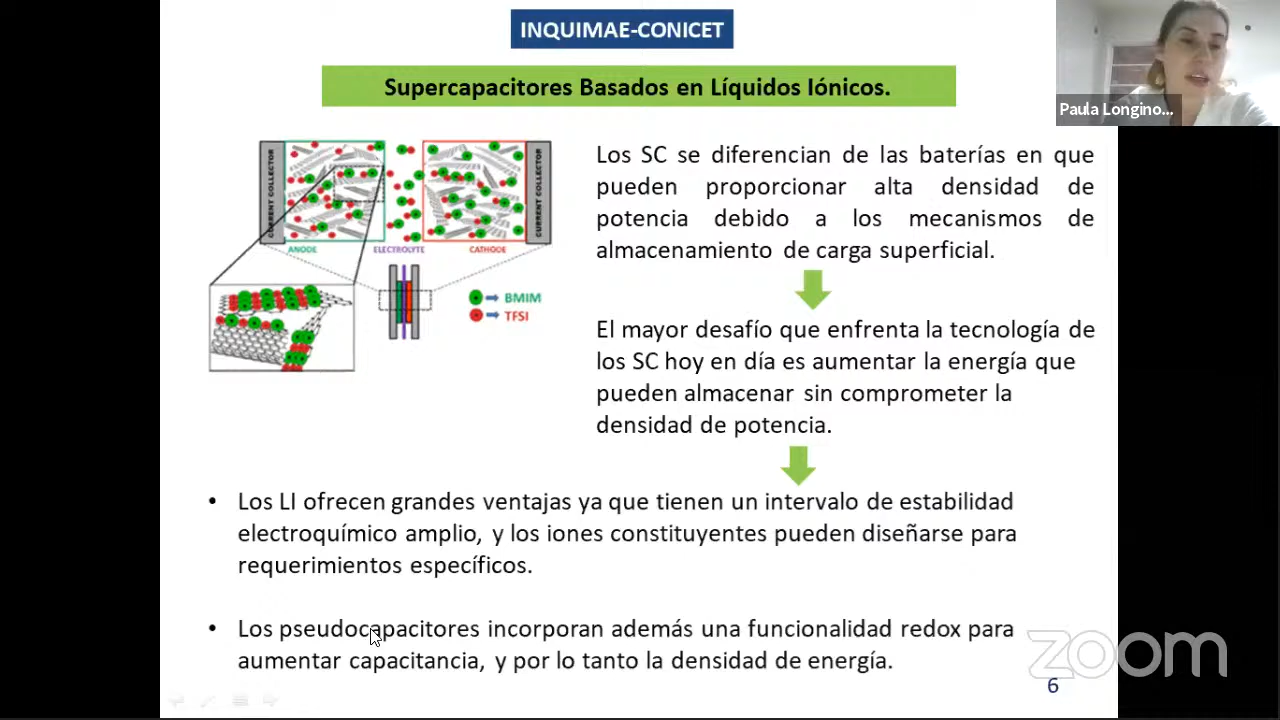 INQUIMAE-CONICET
Supercapacitores Basados en Líquidos Iónicos.
Paula Longino...
CURRENT COLLECTOR
CURRENT COLLECTOR
ANODE
ELECTROLYTE
CATHODE
BMIM
TFSI
Los SC se diferencian de las baterías en que
pueden proporcionar alta densidad de
potencia debido a los mecanismos de
almacenamiento de carga superficial.
El mayor desafío que enfrenta la tecnología de
los SC hoy en día es aumentar la energía que
pueden almacenar sin comprometer la
densidad de potencia.
• Los LI ofrecen grandes ventajas ya que tienen un intervalo de estabilidad
electroquímico amplio, y los iones constituyentes pueden diseñarse para
requerimientos específicos.
• Los pseudocapacitores incorporan además una funcionalidad redox para
aumentar capacitancia, y por lo tanto la densidad de energía.
zoom
6